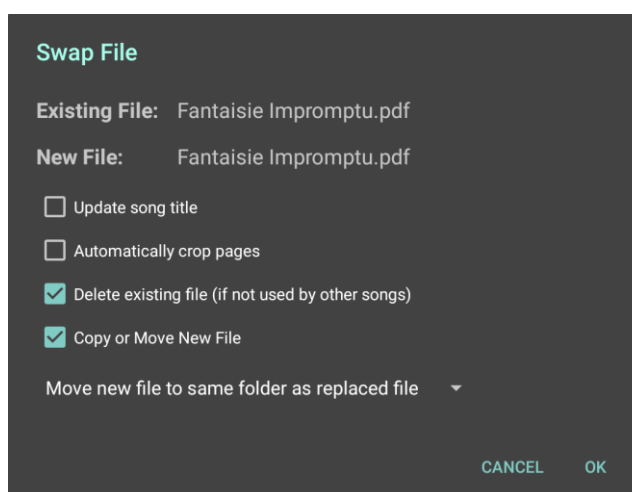 Swap File
Existing File: Fantaisie Impromptu.pdf
New File: Fantaisie Impromptu.pdf
Update song title
Automatically crop pages
Delete existing file (if not used by other songs)
Copy or Move New File
Move new file to same folder as replaced file
CANCEL OK